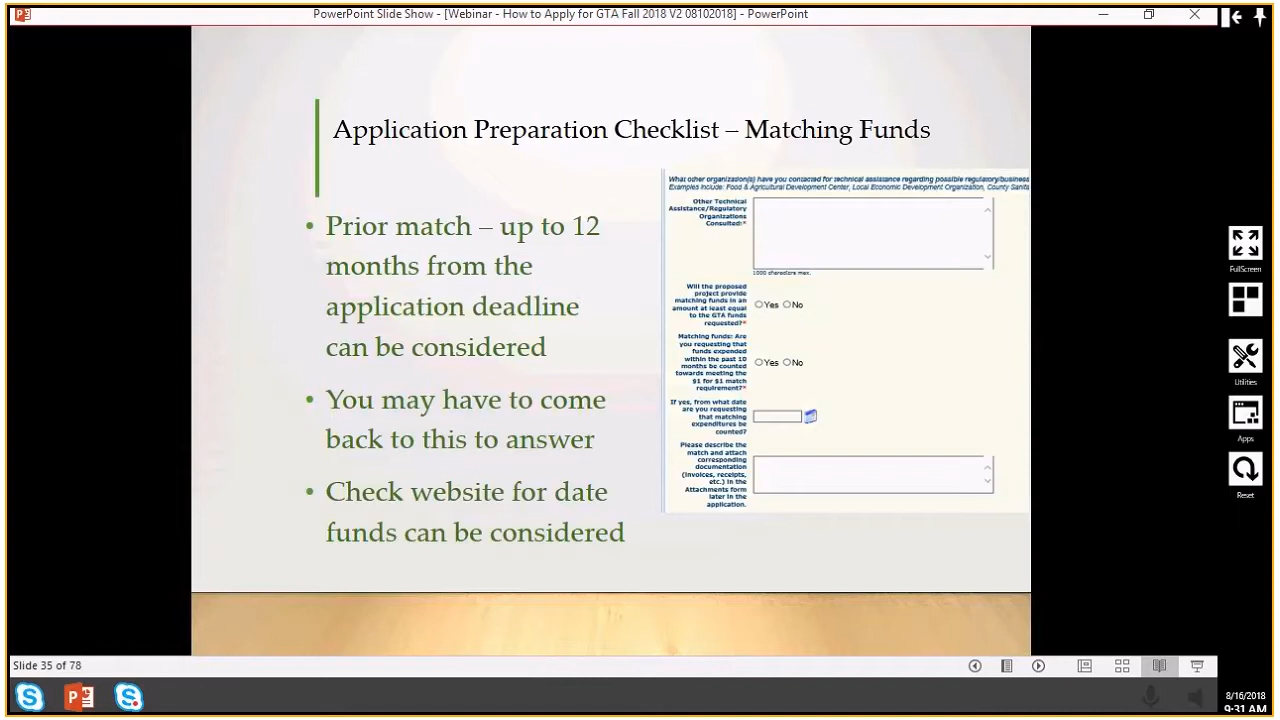 PowerPoint Slide Show - [Webinar - How to Apply for GTA Fall 2018 V2 08102018] - PowerPoint
Application Preparation Checklist – Matching Funds
• Prior match – up to 12
months from the
application deadline
can be considered
• You may have to come
back to this to answer
• Check website for date
funds can be considered
What other organization(s) have you contacted for technical assistance regarding possible regulatory/business
Examples Include: Food & Agricultural Development Center, Local Economic Development Organization, County Sanita
Other Technical
Assistance/Regulatory
Organizations
Consulted:*
1000 characters max.
Will the proposed
project provide
matching funds in an
amount at least equal
to the GTA funds
requested?*
Yes No
Matching funds: Are
you requesting that
funds expended
within the past 10
months be counted
towards meeting the
$1 for $1 match
requirement?*
Yes No
If yes, from what date
are you requesting
that matching
expenditures be
counted?
Please describe the
match and attach
corresponding
documentation
(invoices, receipts,
etc.) in the
Attachments form
later in the
application.
FullScreen
Utilities
Apps
Reset
Slide 35 of 78
8/16/2018
9:31 AM